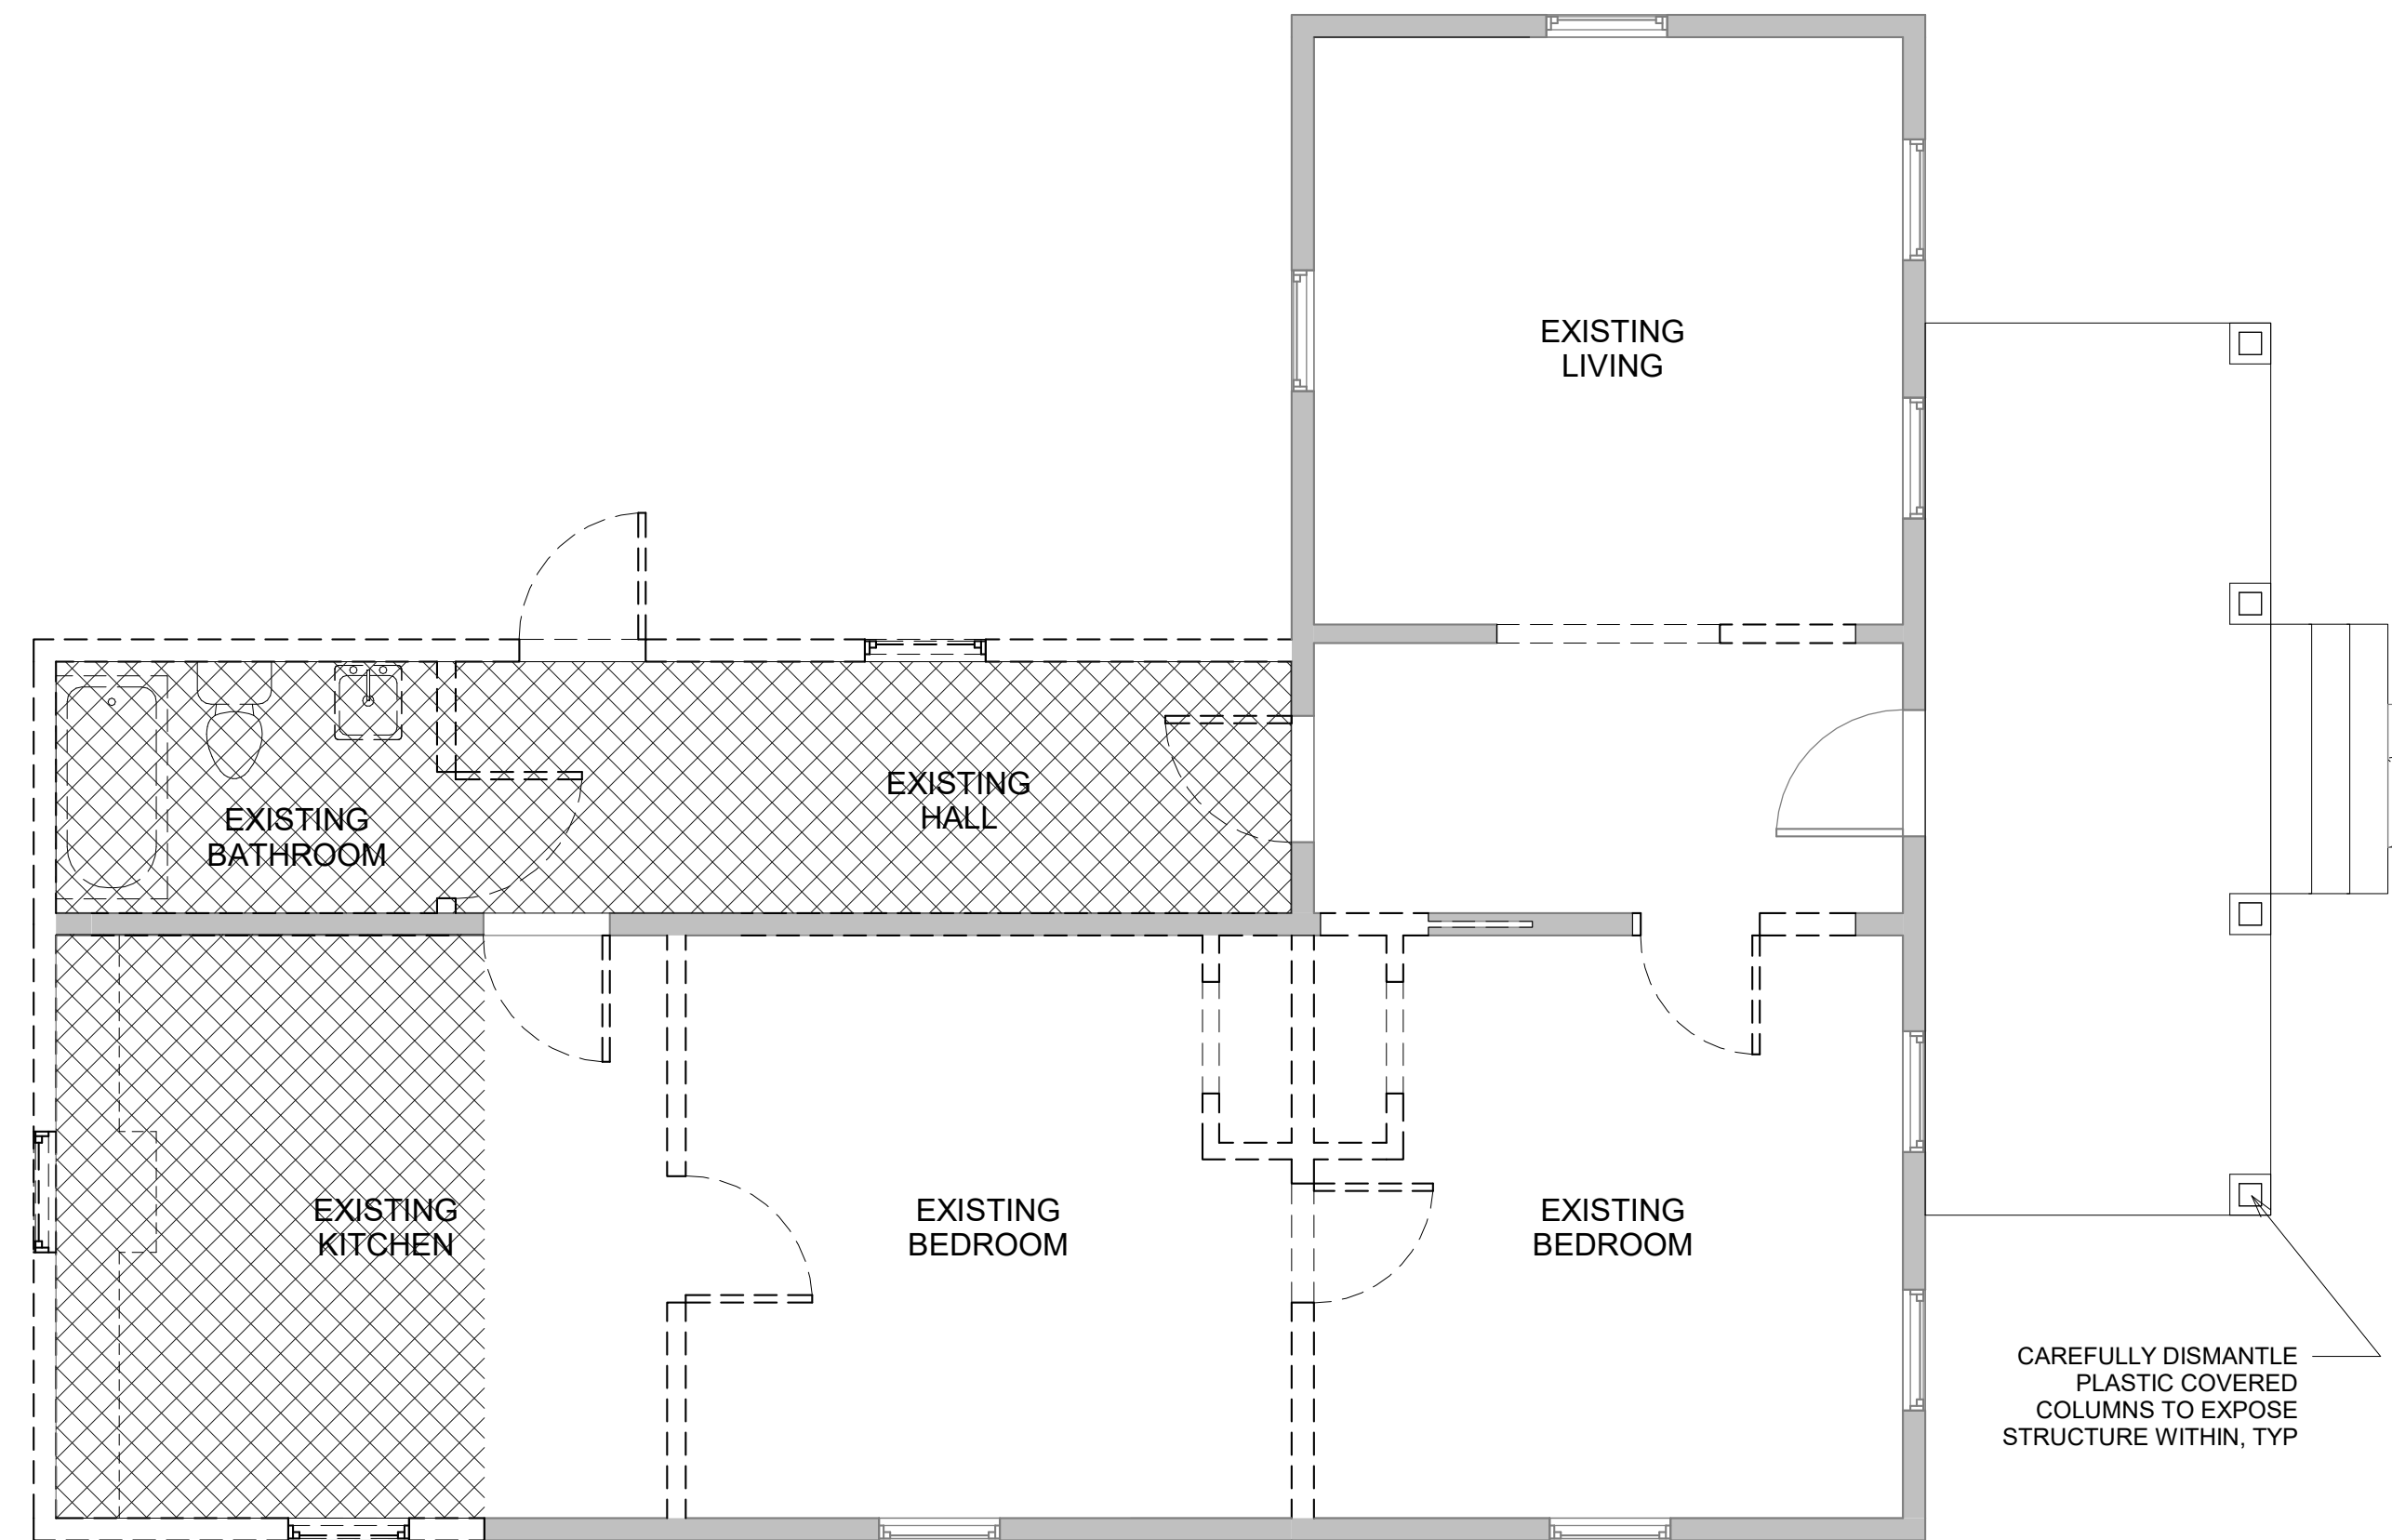 EXISTING
LIVING
EXISTING
HALL
EXISTING
BATHROOM
EXISTING
KITCHEN
EXISTING
BEDROOM
EXISTING
BEDROOM
CAREFULLY DISMANTLE
PLASTIC COVERED
COLUMNS TO EXPOSE
STRUCTURE WITHIN, TYP